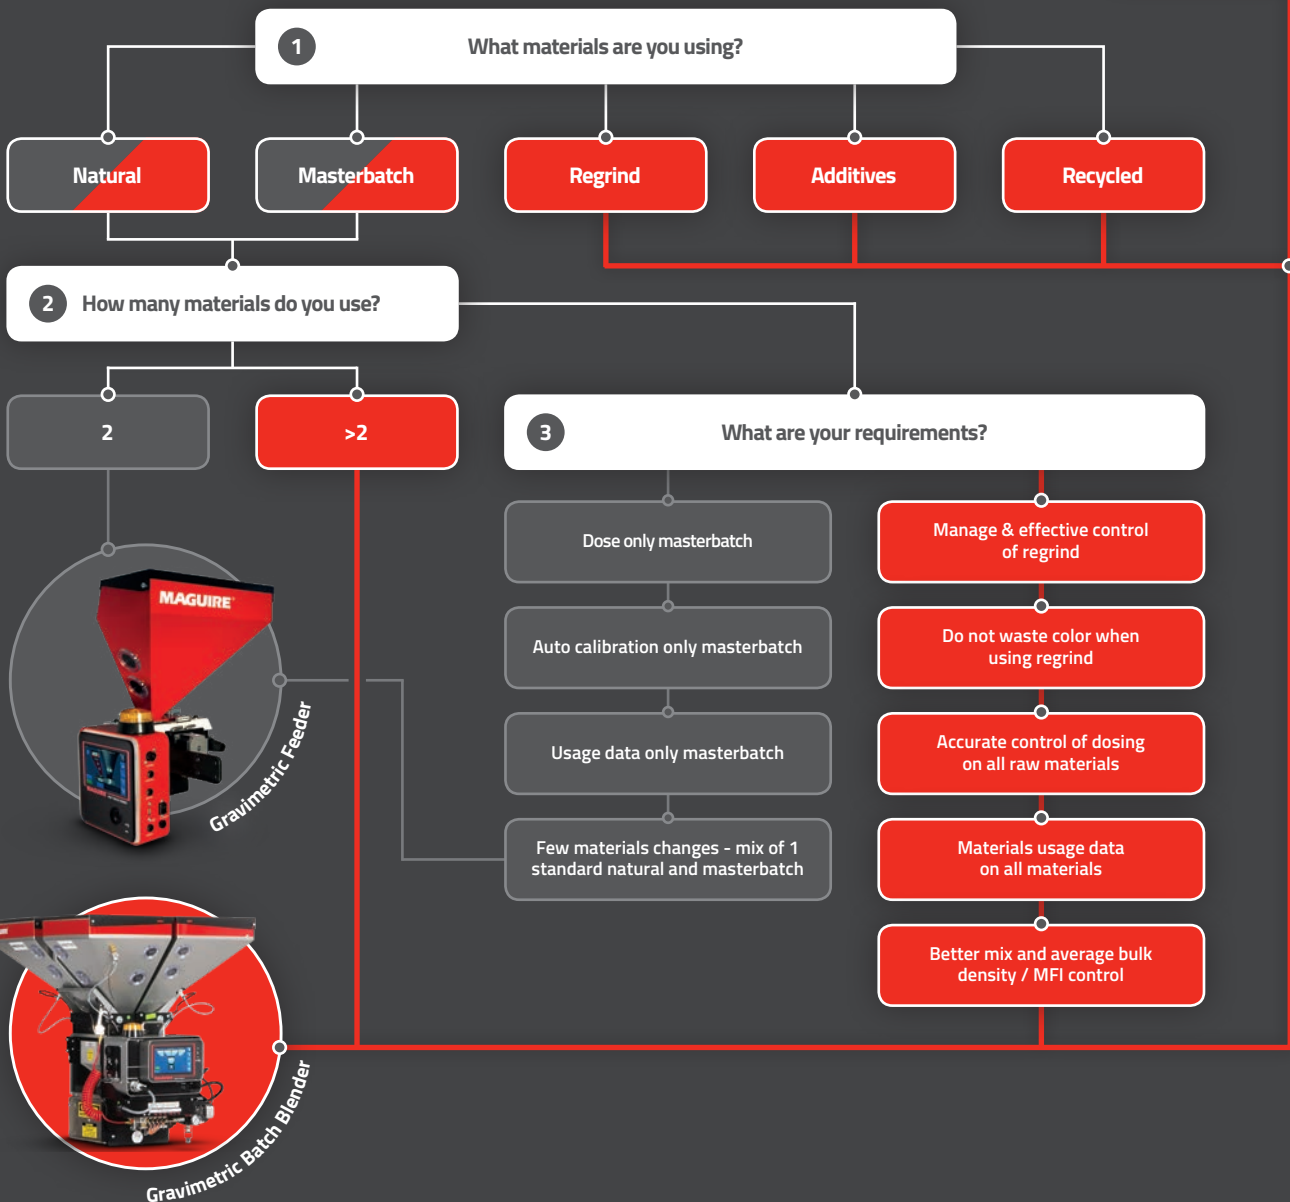 1
What materials are you using?
Natural
Masterbatch
Regrind
Additives
Recycled
2
How many materials do you use?
2
>2
3
What are your requirements?
Dose only masterbatch
Auto calibration only masterbatch
Usage data only masterbatch
Few materials changes - mix of 1
standard natural and masterbatch
Manage & effective control
of regrind
Do not waste color when
using regrind
Accurate control of dosing
on all raw materials
Materials usage data
on all materials
Better mix and average bulk
density / MFI control
MAGUIRE®
MAGUIRE
Gravimetric Feeder
Gravimetric Batch Blender